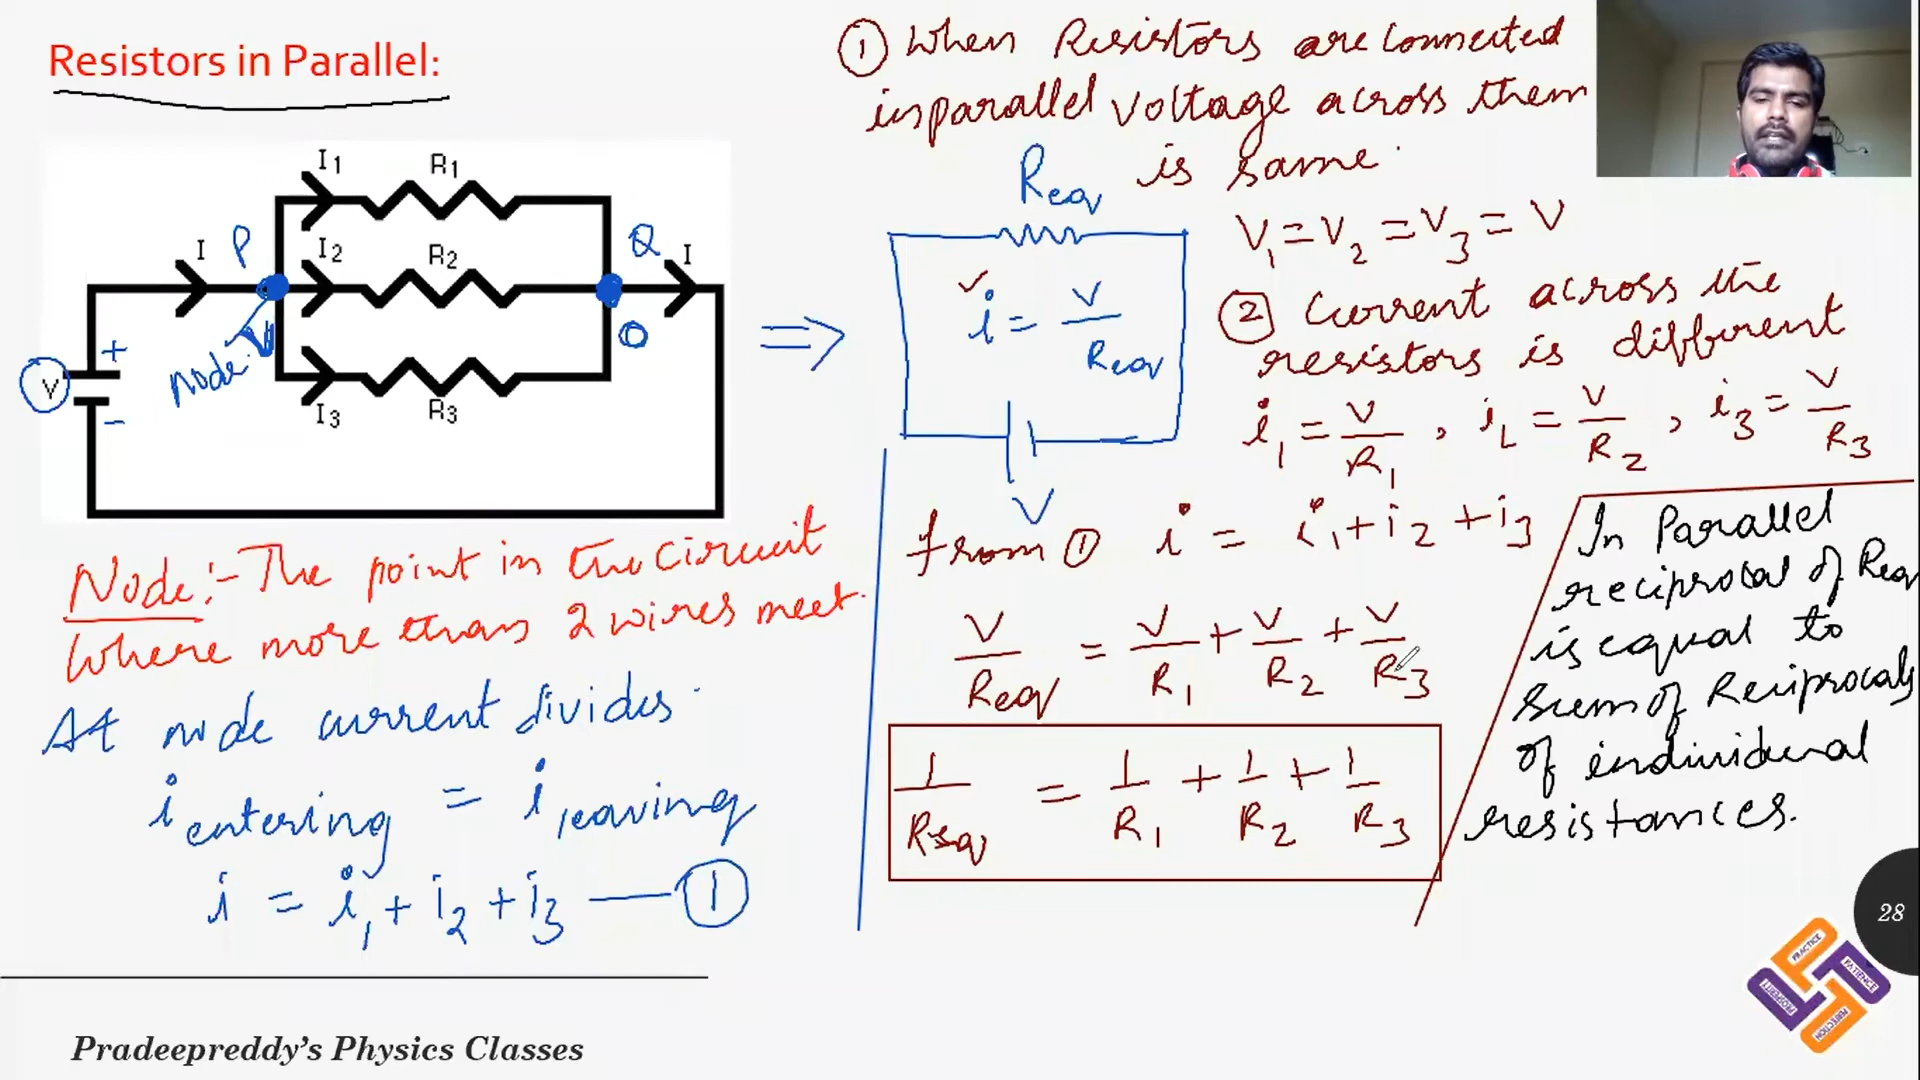 Resistors in Parallel:
I1
R1
P
I
I2
R2
Q
I
V
+
-
Node
V
O
I3
R3
Node:- The point in the circuit
where more than 2 wires meet.
At node current divides.
i entering = i leaving
i = i1 + i2 + i3 — ①
① When Resistors are connected
in parallel voltage across them
is same.
V1 = V2 = V3 = V
⇒
Req
i = V/Req
V
② Current across the
resistors is different
i1 = V/R1 , i2 = V/R2 , i3 = V/R3
from ① i = i1 + i2 + i3
V/Req = V/R1 + V/R2 + V/R3
1/Req = 1/R1 + 1/R2 + 1/R3
In Parallel
reciprocal of Req
is equal to
Sum of Reciprocals
of individual
resistances.
28
PRACTICE
PATIENCE
PERFECTION
Pradeepreddy's Physics Classes